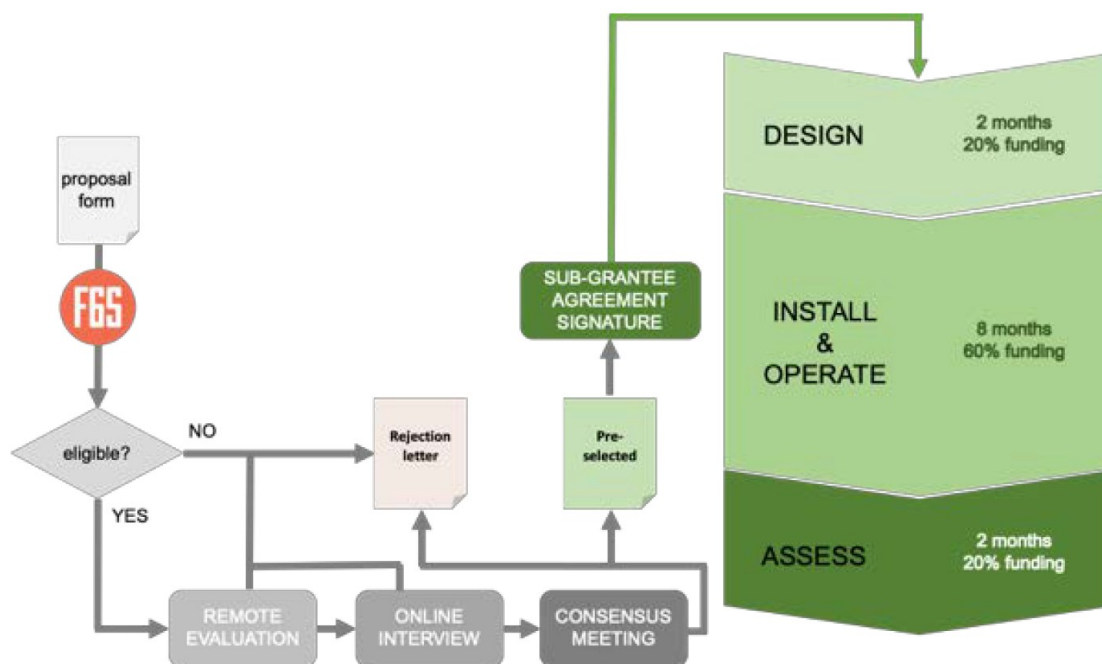 proposal
form
F6S
eligible?
NO
YES
REMOTE
EVALUATION
ONLINE
INTERVIEW
CONSENSUS
MEETING
Rejection
letter
Pre-
selected
SUB-GRANTEE
AGREEMENT
SIGNATURE
DESIGN
2 months
20% funding
INSTALL
&
OPERATE
8 months
60% funding
ASSESS
2 months
20% funding